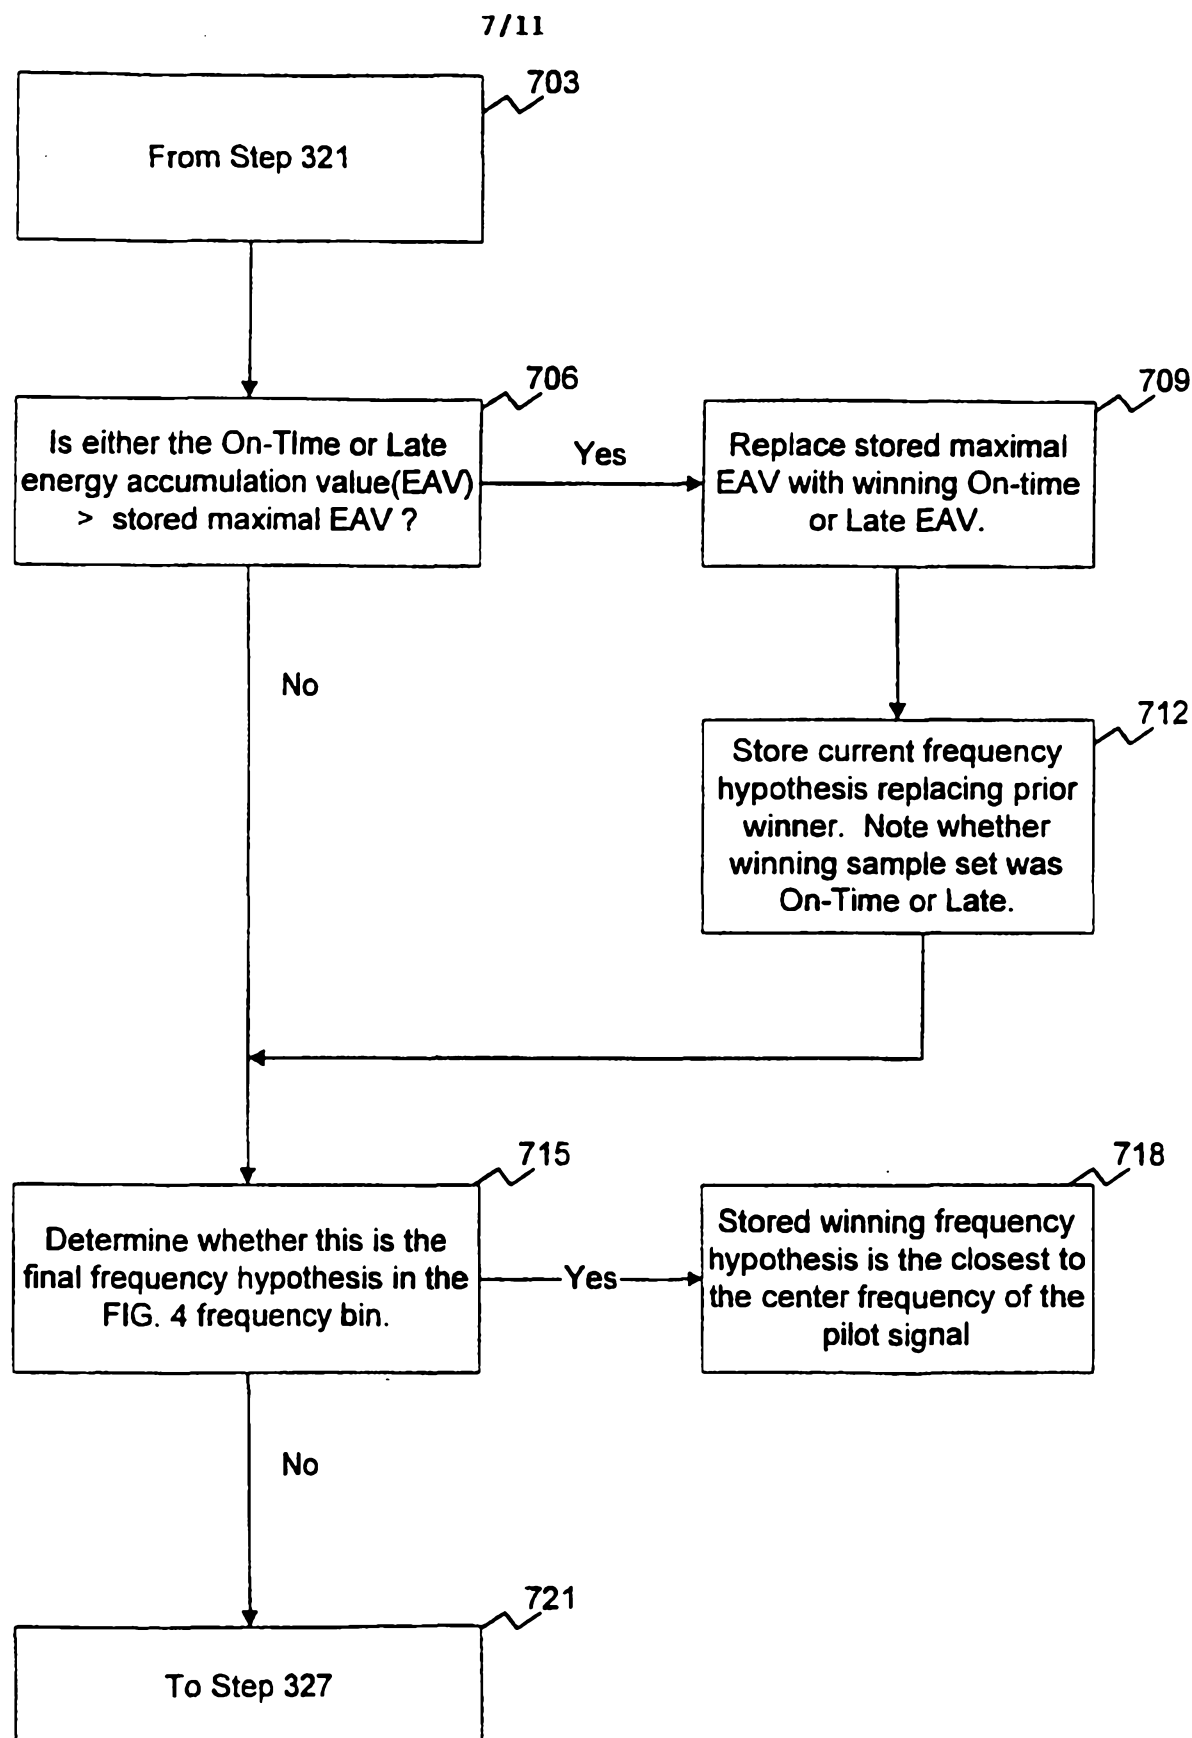 7/11
703
From Step 321
706
Is either the On-Time or Late
energy accumulation value(EAV)
> stored maximal EAV ?
Yes
709
Replace stored maximal
EAV with winning On-time
or Late EAV.
No
712
Store current frequency
hypothesis replacing prior
winner. Note whether
winning sample set was
On-Time or Late.
715
Determine whether this is the
final frequency hypothesis in the
FIG. 4 frequency bin.
Yes
718
Stored winning frequency
hypothesis is the closest to
the center frequency of the
pilot signal
No
721
To Step 327